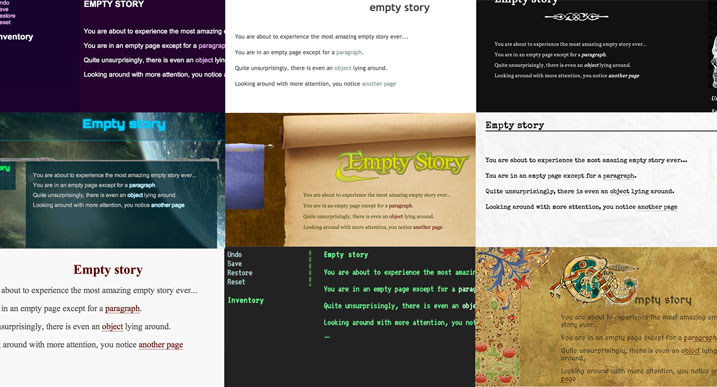 ave
estore
eset
Inventory
EMPTY STORY
You are about to experience the most amazing em
You are in an empty page except for a paragrap
Quite unsurprisingly, there is even an object lyin
Looking around with more attention, you notice a
empty story
You are about to experience the most amazing empty story ever...
You are in an empty page except for a paragraph.
Quite unsurprisingly, there is even an object lying around.
Looking around with more attention, you notice another page
Empty story
You are about to experience the most amazing empty story ever...
You are in an empty page except for a paragraph.
Quite unsurprisingly, there is even an object lying around.
Looking around with more attention, you notice another page
Empty story
ry
You are about to experience the most amazing empty story ever...
You are in an empty page except for a paragraph.
Quite unsurprisingly, there is even an object lying around.
Looking around with more attention, you notice another page
Empty Story
You are about to experience the most amazing empty story ever...
You are in an empty page except for a paragraph.
Quite unsurprisingly, there is even an object lying around.
Looking around with more attention, you notice another page
Empty story
You are about to experience the most amazing empty story ever...
You are in an empty page except for a paragraph.
Quite unsurprisingly, there is even an object lying around.
Looking around with more attention, you notice another page
Empty story
about to experience the most amazing empty story ever...
in an empty page except for a paragraph.
surprisingly, there is even an object lying around.
around with more attention, you notice another page
Undo
Save
Restore
Reset
Inventory
Empty story
You are about to experience the most amazin
You are in an empty page except for a parag
Quite unsurprisingly, there is even an obje
Looking around with more attention, you not
mpty story
You are about to experience the most amazing empty
story ever...
You are in an empty page except for a paragraph
Quite unsurprisingly, there is even an object lying
around.
Looking around with more attention, you notice another
page